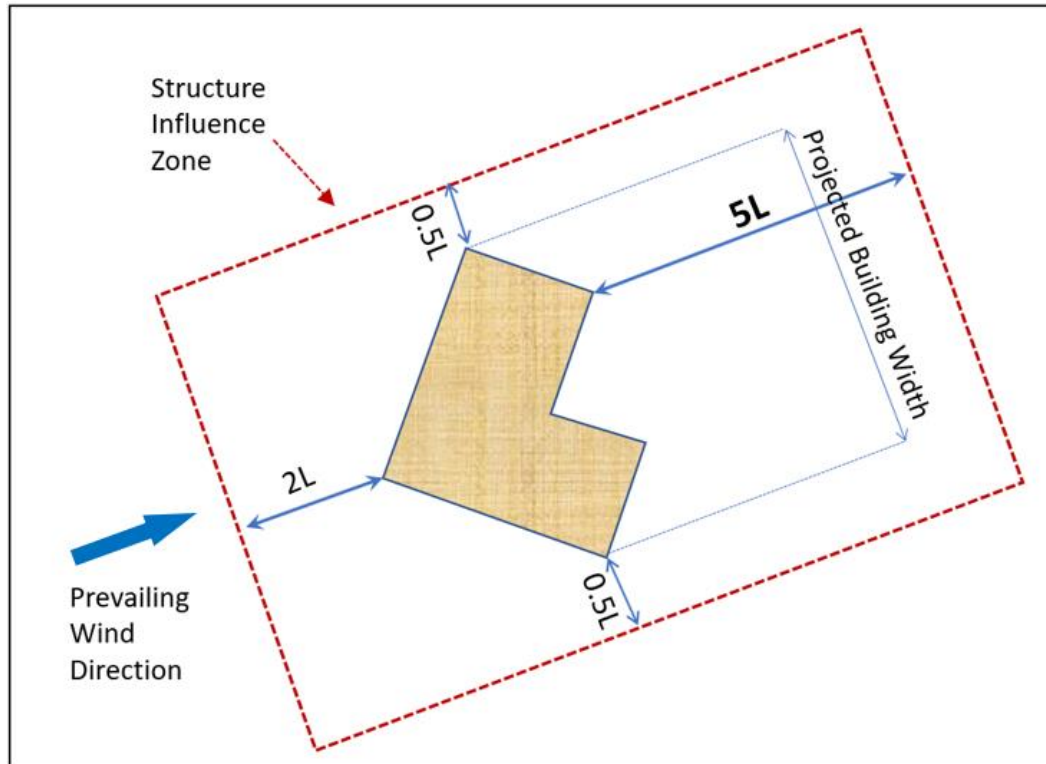 Structure
Influence
Zone
0.5L
5L
Projected Building Width
2L
0.5L
Prevailing
Wind
Direction